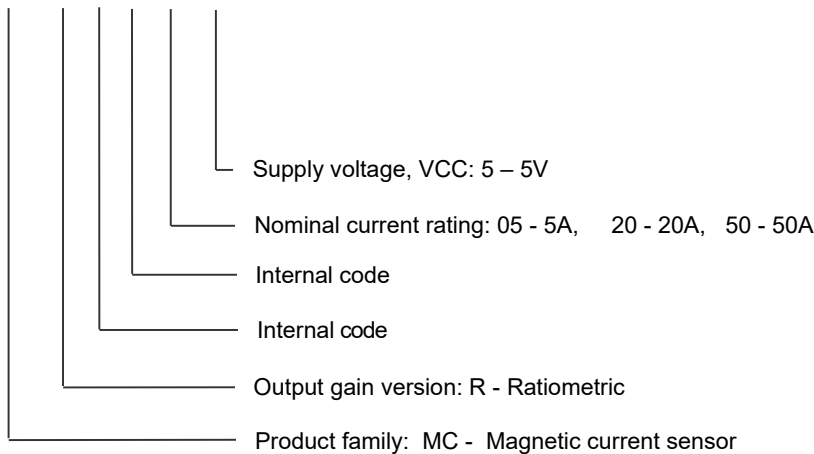 Supply voltage, VCC: 5 – 5V
Nominal current rating: 05 - 5A, 20 - 20A, 50 - 50A
Internal code
Internal code
Output gain version: R - Ratiometric
Product family: MC - Magnetic current sensor